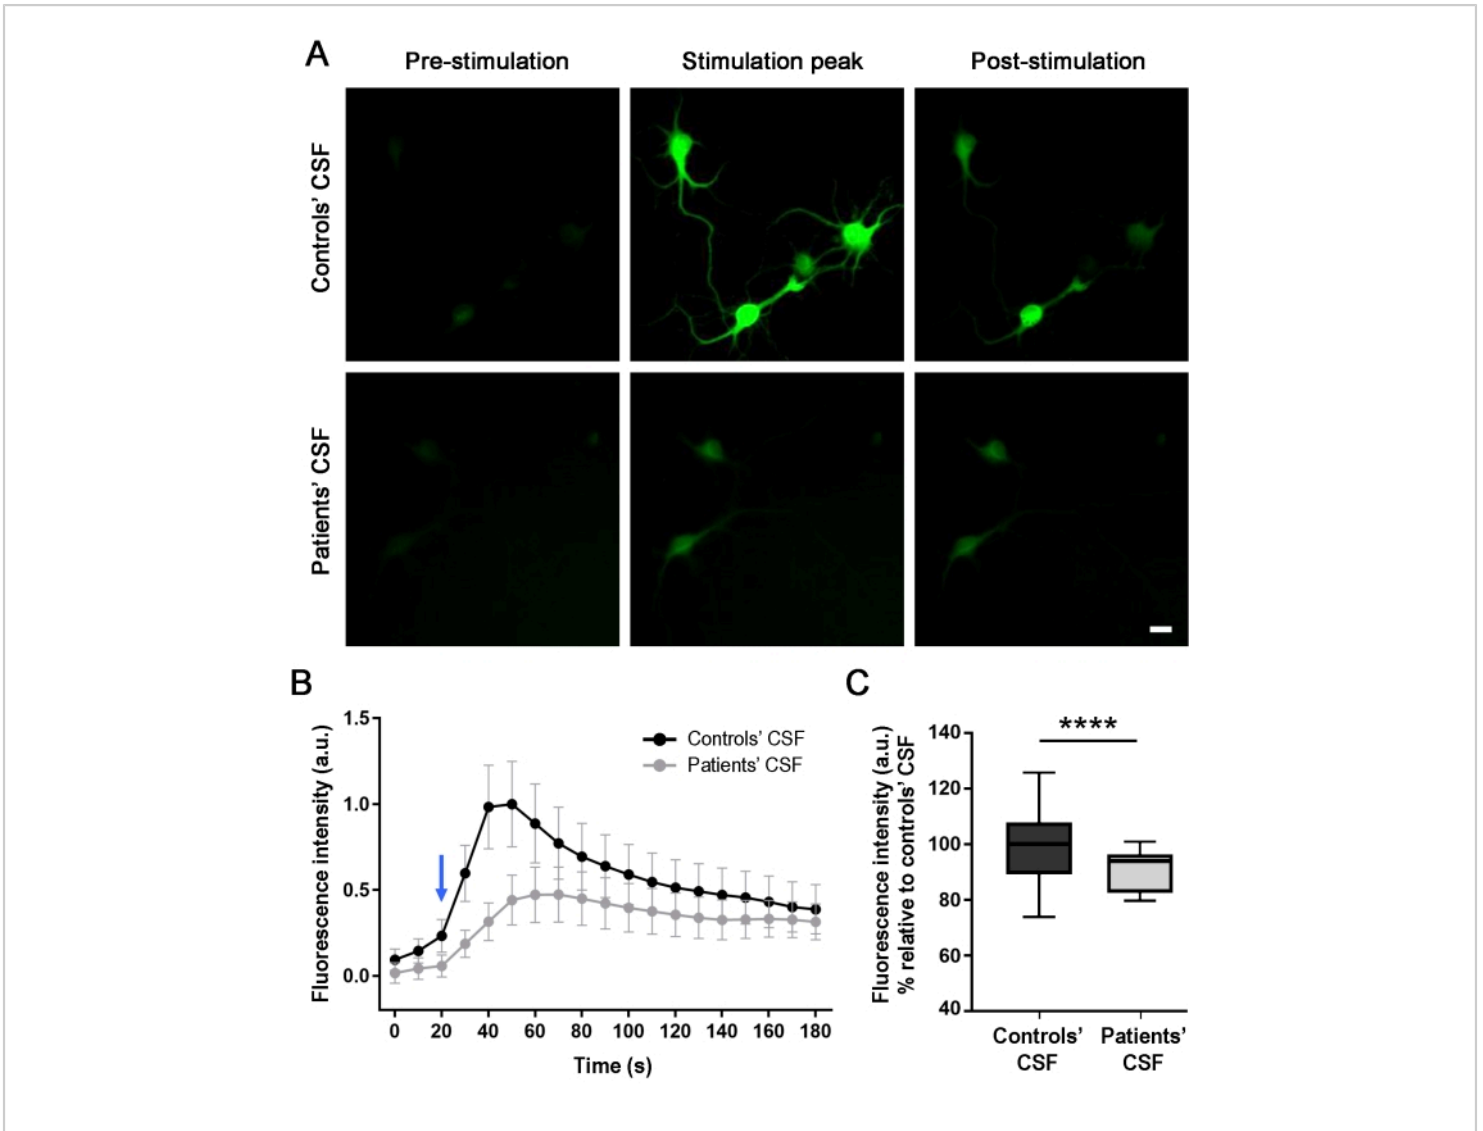 A
Pre-stimulation
Stimulation peak
Post-stimulation
Controls’ CSF
Patients’ CSF
B
Fluorescence intensity (a.u.)
1.5
1.0
0.5
0.0
Controls’ CSF
Patients’ CSF
0 20 40 60 80 100 120 140 160 180
Time (s)
C
Fluorescence intensity (a.u.)
% relative to controls’ CSF
140
120
100
80
60
40
****
Controls’
CSF
Patients’
CSF